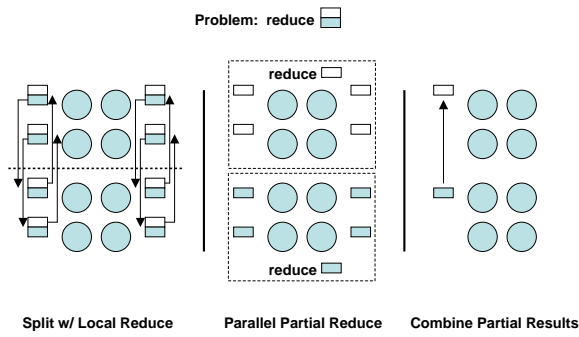 Problem: reduce
reduce
reduce
Split w/ Local Reduce
Parallel Partial Reduce
Combine Partial Results